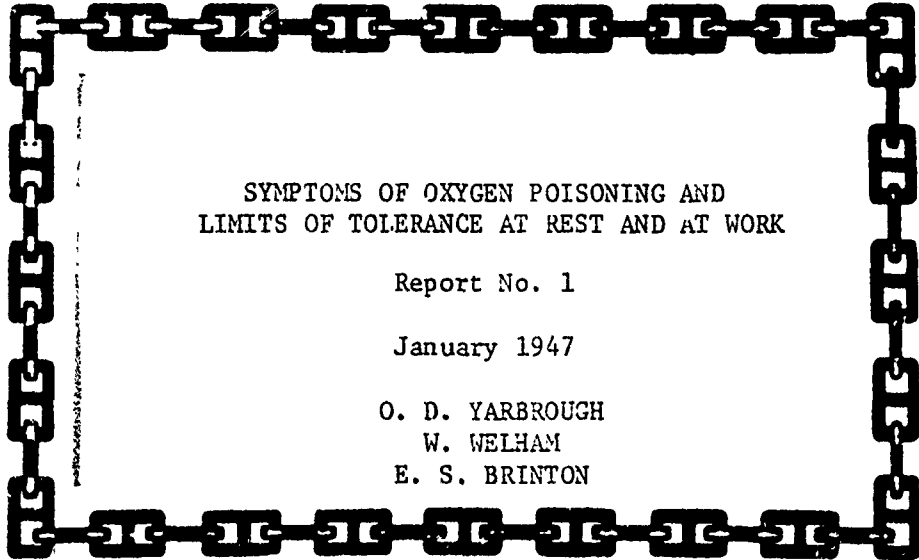 SYMPTOMS OF OXYGEN POISONING AND
LIMITS OF TOLERANCE AT REST AND AT WORK
Report No. 1
January 1947
O. D. YARBROUGH
W. WELHAM
E. S. BRINTON